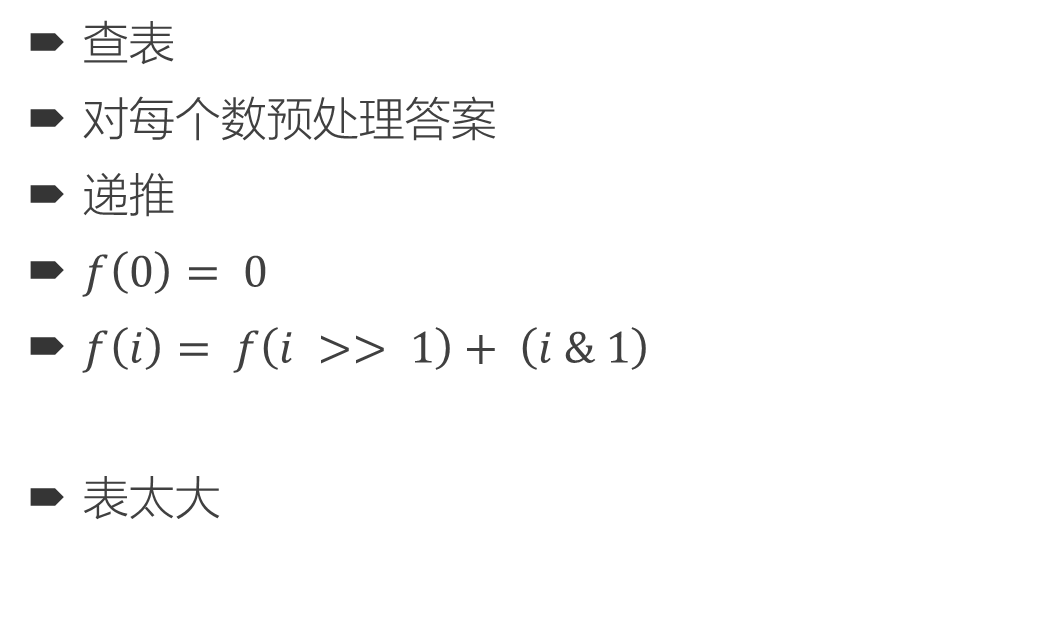 查表
对每个数预处理答案
递推
f(0) = 0
f(i) = f(i >> 1) + (i & 1)
表太大